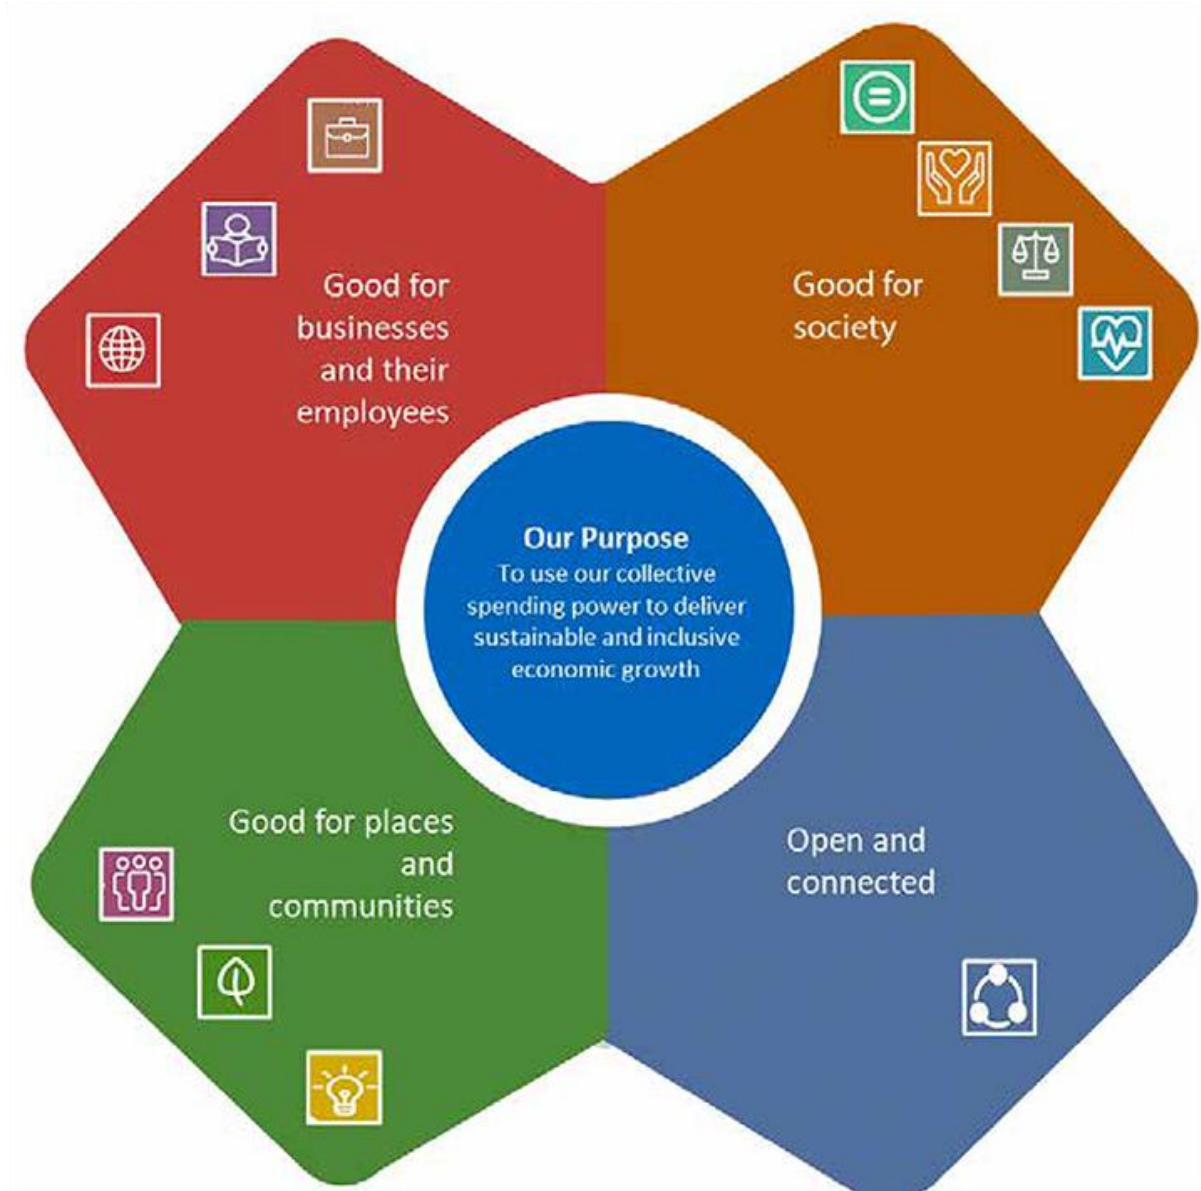 Good for
businesses
and their
employees
Good for
society
Our Purpose
To use our collective
spending power to deliver
sustainable and inclusive
economic growth
Good for places
and
communities
Open and
connected